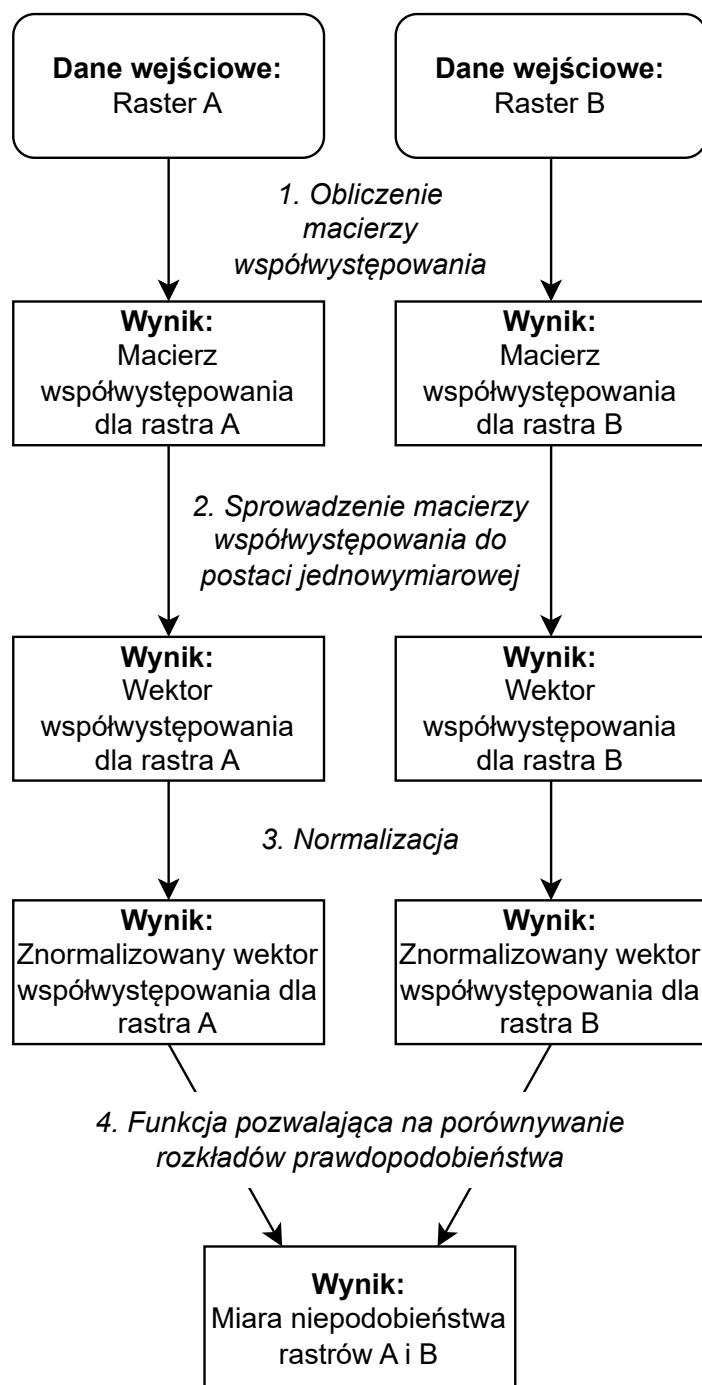 Dane wejściowe:
Raster A
Dane wejściowe:
Raster B
1. Obliczenie
macierzy
współwystępowania
Wynik:
Macierz
współwystępowania
dla rastra A
Wynik:
Macierz
współwystępowania
dla rastra B
2. Sprowadzenie macierzy
współwystępowania do
postaci jednowymiarowej
Wynik:
Wektor
współwystępowania
dla rastra A
Wynik:
Wektor
współwystępowania
dla rastra B
3. Normalizacja
Wynik:
Znormalizowany wektor
współwystępowania dla
rastra A
Wynik:
Znormalizowany wektor
współwystępowania dla
rastra B
4. Funkcja pozwalająca na porównywanie
rozkładów prawdopodobieństwa
Wynik:
Miara niepodobieństwa
rastrów A i B